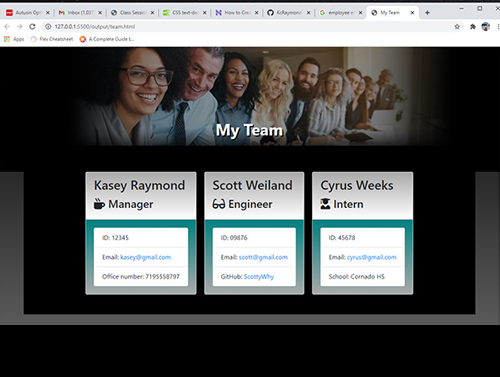 Autozin Op
Inbox (1,03
Class Sessio
CSS text-de
How to Cre
KzRaymond
employee e
My Team
127.0.0.1:5500/output/team.html
Apps
Flex Cheatsheet
A Complete Guide t...
My Team
Kasey Raymond
Manager
ID: 12345
Email: kasey@gmail.com
Office number: 7195558797
Scott Weiland
Engineer
ID: 09876
Email: scott@gmail.com
GitHub: ScottyWhy
Cyrus Weeks
Intern
ID: 45678
Email: cyrus@gmail.com
School: Cornado HS